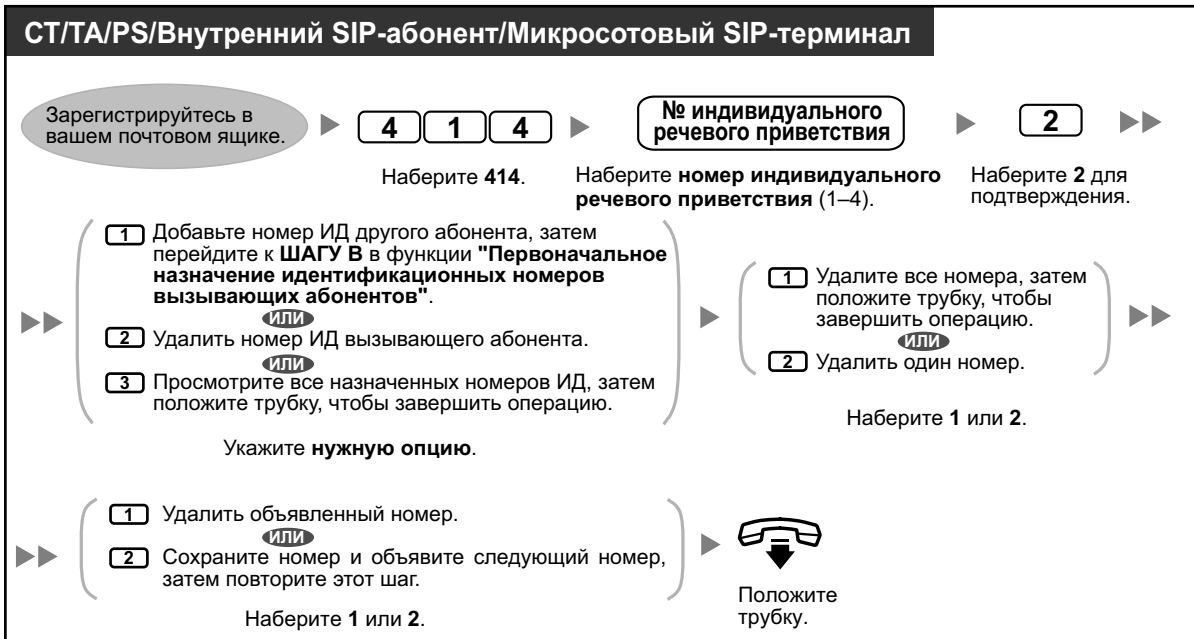 СТ/ТА/PS/Внутренний SIP-абонент/Микросотовый SIP-терминал
Зарегистрируйтесь в
вашем почтовом ящике.
4 1 4
Наберите 414.
№ индивидуального
речевого приветствия
Наберите номер индивидуального
речевого приветствия (1–4).
2
Наберите 2 для
подтверждения.
1 Добавьте номер ИД другого абонента, затем
перейдите к ШАГУ В в функции "Первоначальное
назначение идентификационных номеров
вызывающих абонентов".
ИЛИ
2 Удалить номер ИД вызывающего абонента.
ИЛИ
3 Просмотрите все назначенных номеров ИД, затем
положите трубку, чтобы завершить операцию.
Укажите нужную опцию.
1 Удалите все номера, затем
положите трубку, чтобы
завершить операцию.
ИЛИ
2 Удалить один номер.
Наберите 1 или 2.
1 Удалить объявленный номер.
ИЛИ
2 Сохраните номер и объявите следующий номер,
затем повторите этот шаг.
Наберите 1 или 2.
Положите
трубку.